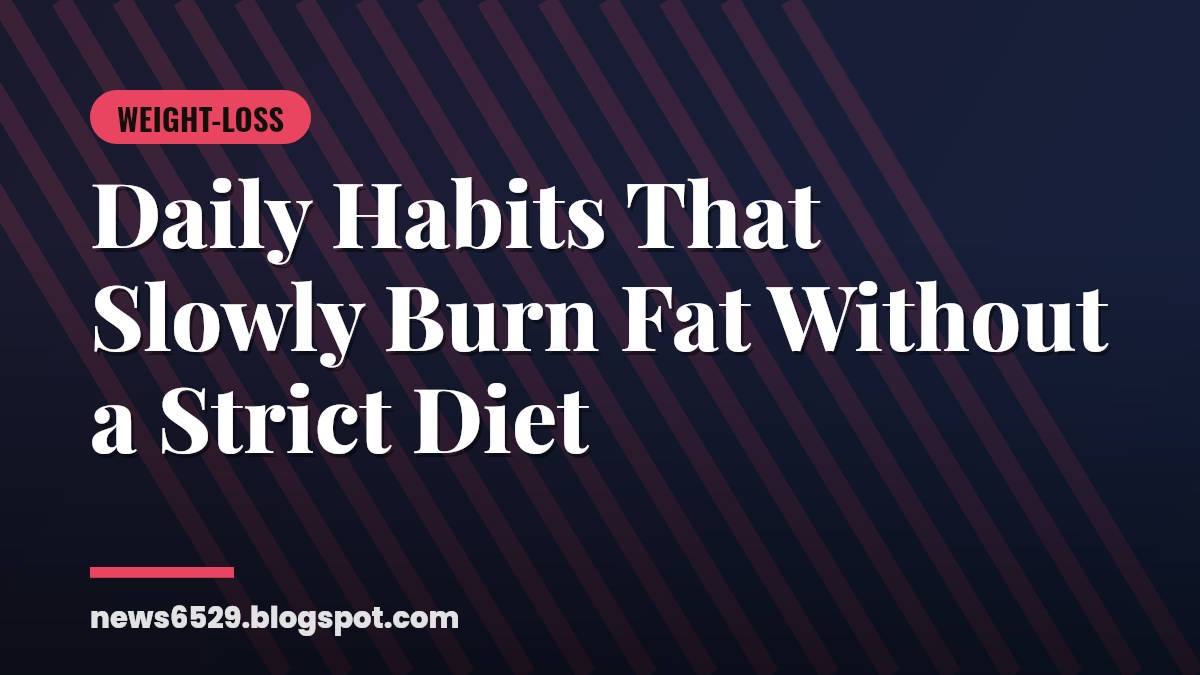 WEIGHT-LOSS
Daily Habits That
Slowly Burn Fat Without
a Strict Diet
news6529.blogspot.com